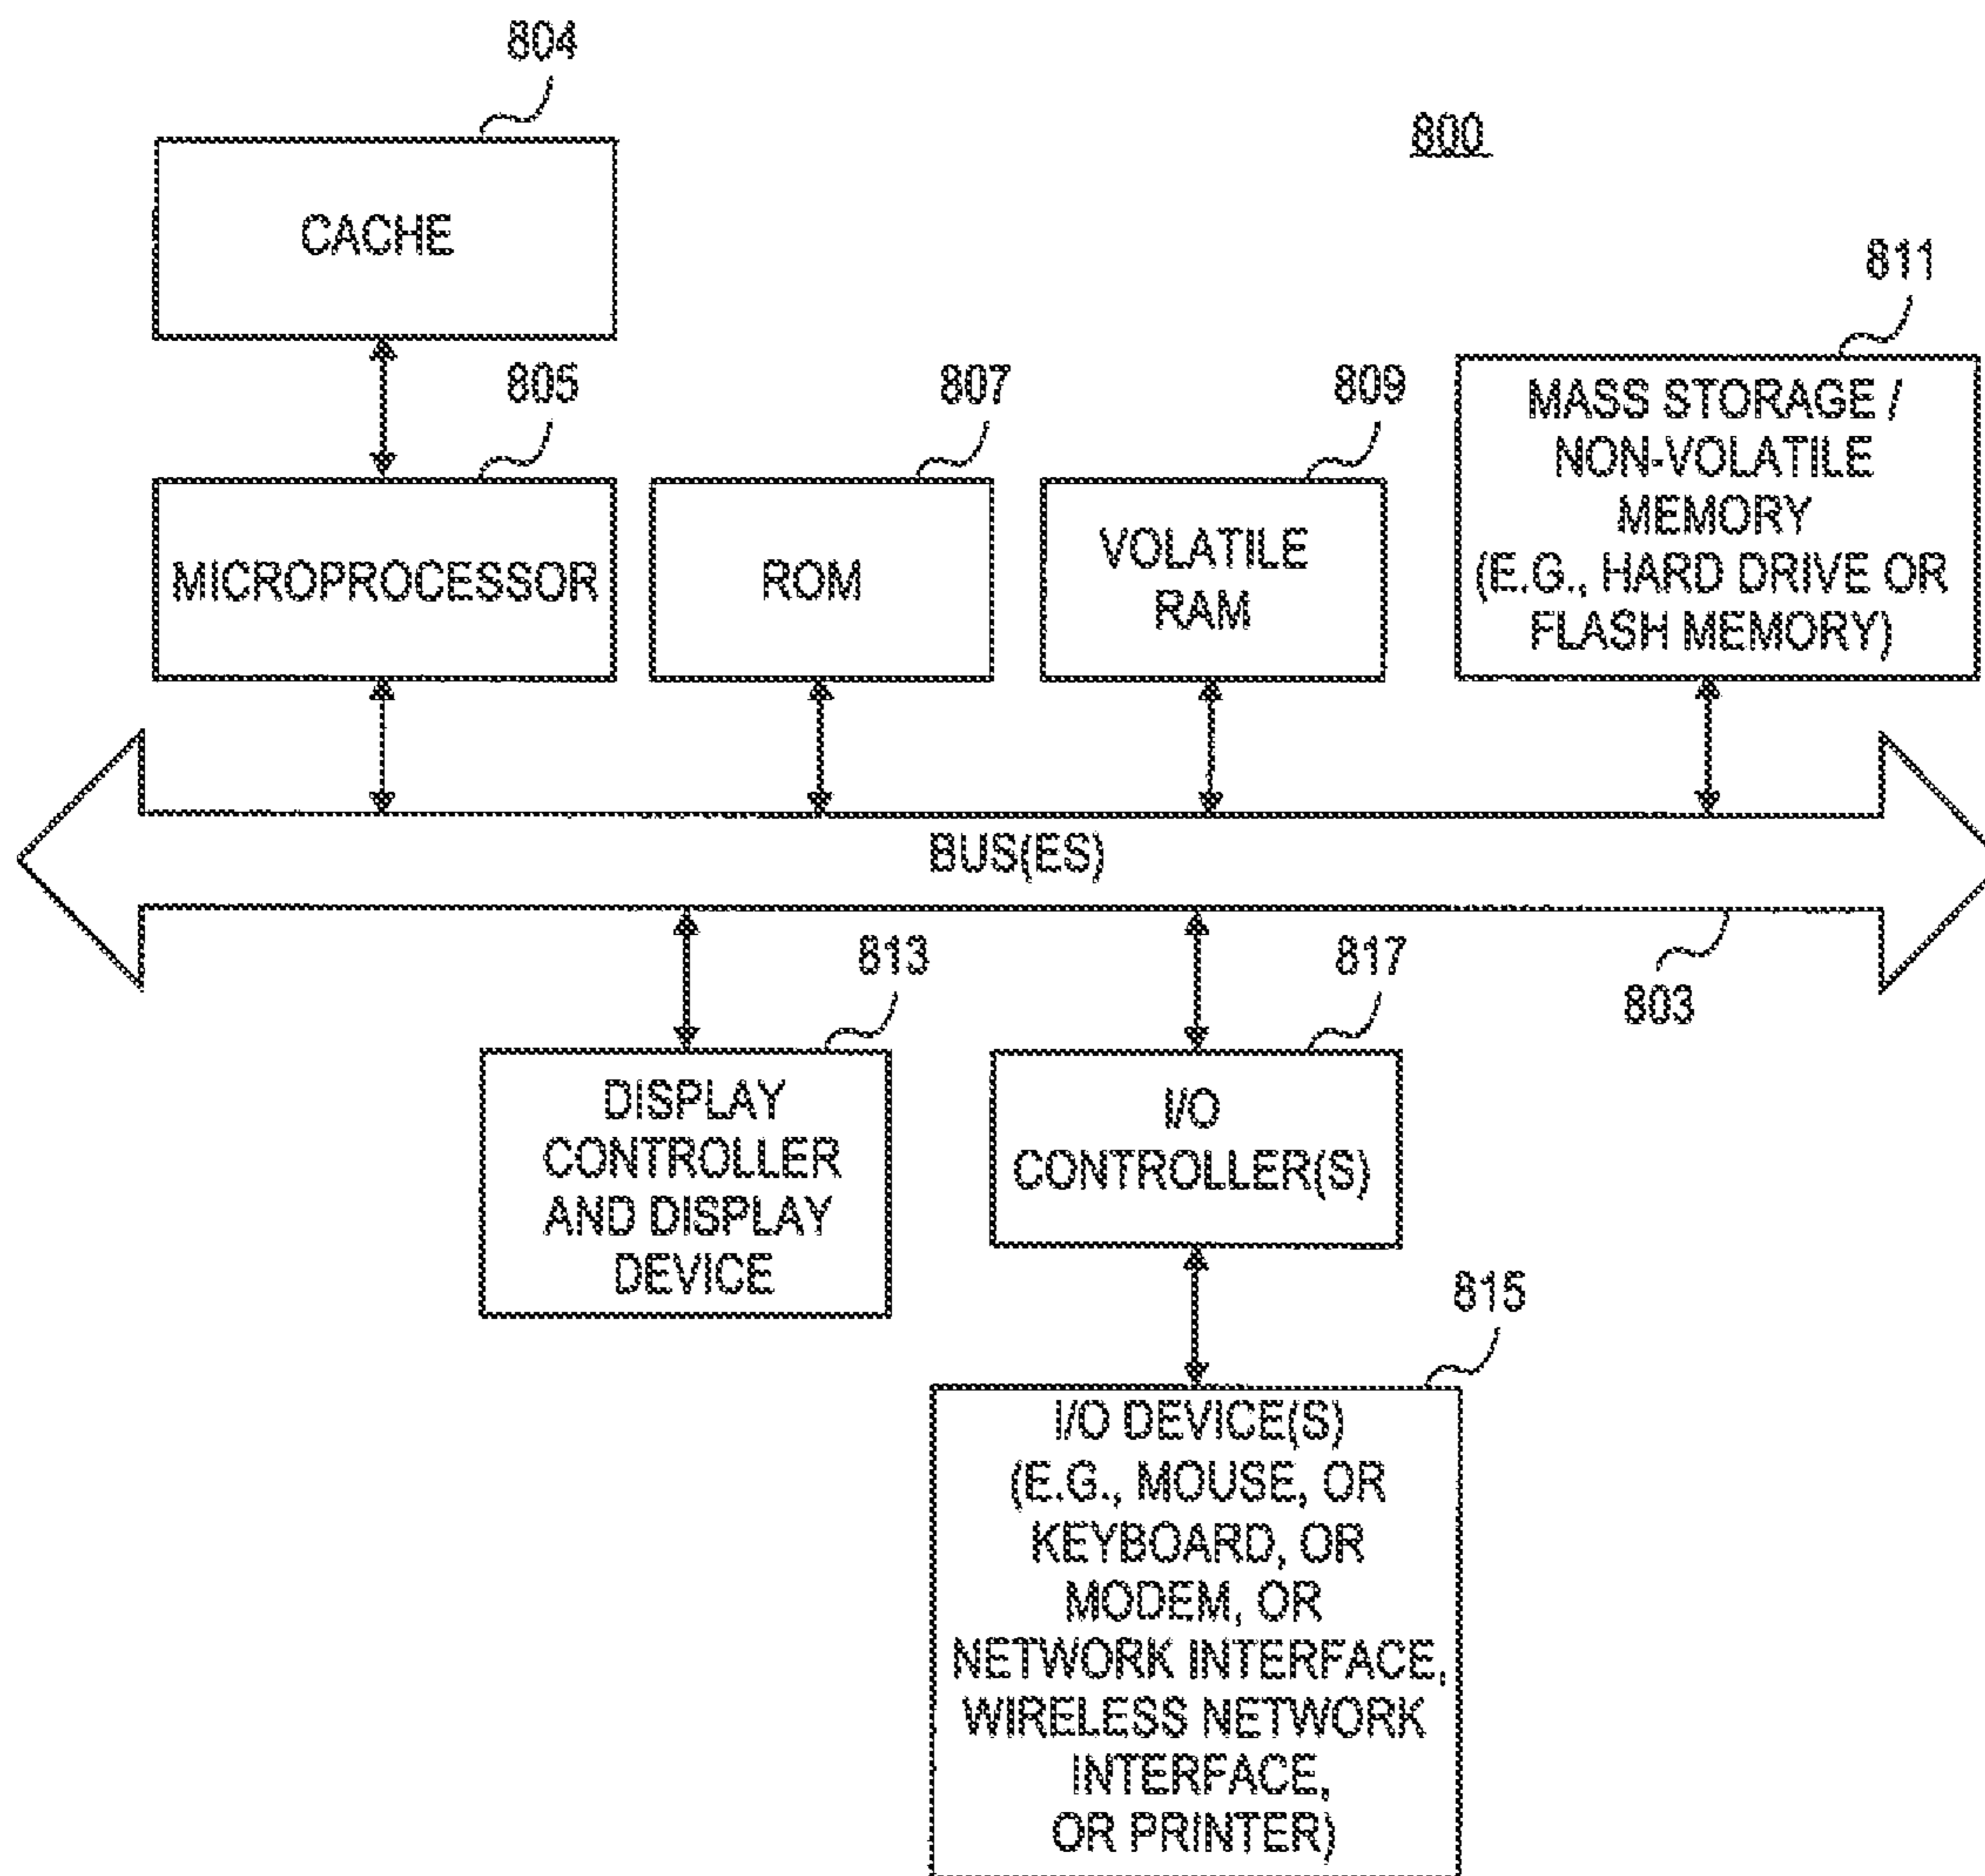 804
800
CACHE
811
805
807
809
MASS STORAGE /
NON-VOLATILE
MEMORY
(E.G., HARD DRIVE OR
FLASH MEMORY)
MICROPROCESSOR
ROM
VOLATILE
RAM
BUS(ES)
813
817
803
DISPLAY
CONTROLLER
AND DISPLAY
DEVICE
I/O
CONTROLLER(S)
815
I/O DEVICE(S)
(E.G., MOUSE, OR
KEYBOARD, OR
MODEM, OR
NETWORK INTERFACE,
WIRELESS NETWORK
INTERFACE,
OR PRINTER)